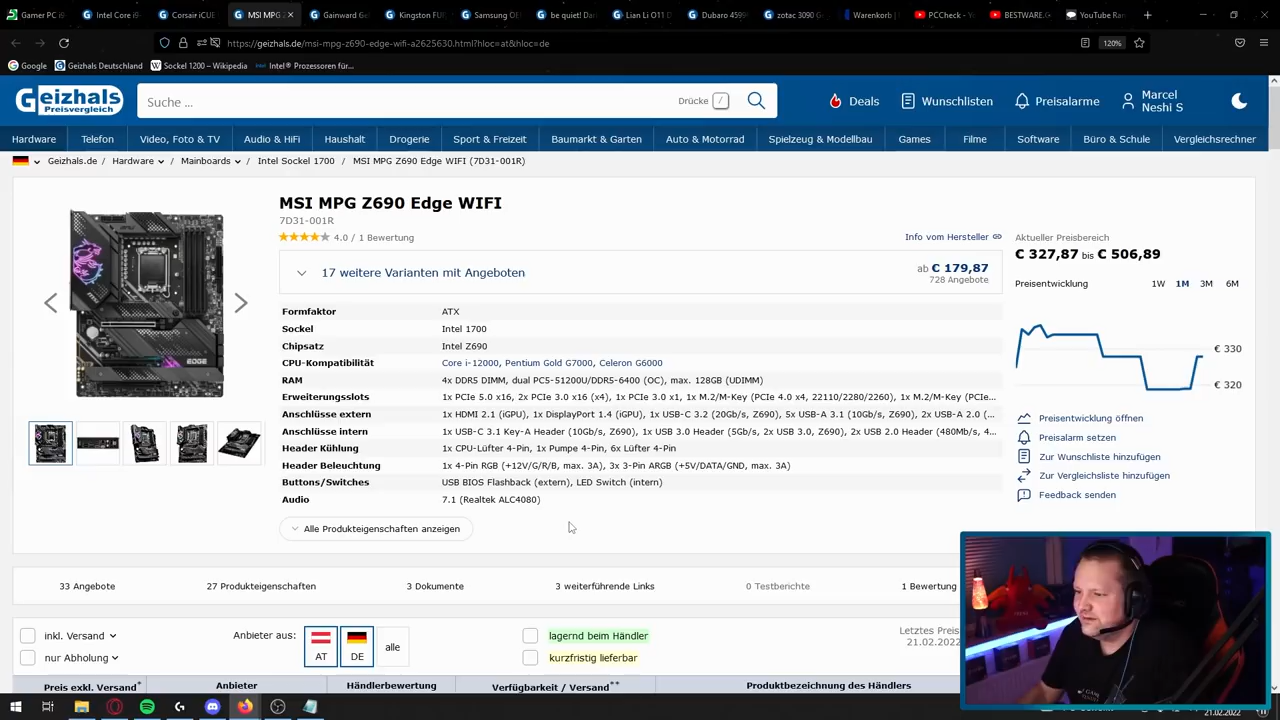 Gamer PC i9
Intel Core i9-
Corsair iCUE
MSI MPG Z
Gainward Ge
Kingston FUR
Samsung OE
be quiet! Dar
Lian Li O11 D
Dubaro 4599
zotac 3090
Warenkorb |
PCCheck - Y
BESTWARE.C
YouTube Ra
https://geizhals.de/msi-mpg-z690-edge-wifi-a2625630.html?hloc=at&hloc=de
120%
Google
Geizhals Deutschland
Sockel 1200 – Wikipedia
Intel® Prozessoren für...
Geizhals
Preisvergleich
Suche ...
Drücke /
Deals
Wunschlisten
Preisalarme
Marcel
Neshi S
Hardware
Telefon
Video, Foto & TV
Audio & HiFi
Haushalt
Drogerie
Sport & Freizeit
Baumarkt & Garten
Auto & Motorrad
Spielzeug & Modellbau
Games
Filme
Software
Büro & Schule
Vergleichsrechner
Geizhals.de / Hardware / Mainboards / Intel Sockel 1700 / MSI MPG Z690 Edge WIFI (7D31-001R)
MSI MPG Z690 Edge WIFI
7D31-001R
4.0 / 1 Bewertung
Info vom Hersteller
17 weitere Varianten mit Angeboten
ab € 179,87
728 Angebote
Formfaktor ATX
Sockel Intel 1700
Chipsatz Intel Z690
CPU-Kompatibilität Core i-12000, Pentium Gold G7000, Celeron G6000
RAM 4x DDR5 DIMM, dual PC5-51200U/DDR5-6400 (OC), max. 128GB (UDIMM)
Erweiterungsslots 1x PCIe 5.0 x16, 2x PCIe 3.0 x16 (x4), 1x PCIe 3.0 x1, 1x M.2/M-Key (PCIe 4.0 x4, 22110/2280/2260), 1x M.2/M-Key (PCIe...
Anschlüsse extern 1x HDMI 2.1 (iGPU), 1x DisplayPort 1.4 (iGPU), 1x USB-C 3.2 (20Gb/s, Z690), 5x USB-A 3.1 (10Gb/s, Z690), 2x USB-A 2.0 (...
Anschlüsse intern 1x USB-C 3.1 Key-A Header (10Gb/s, Z690), 1x USB 3.0 Header (5Gb/s, 2x USB 3.0, Z690), 2x USB 2.0 Header (480Mb/s, 4...
Header Kühlung 1x CPU-Lüfter 4-Pin, 1x Pumpe 4-Pin, 6x Lüfter 4-Pin
Header Beleuchtung 1x 4-Pin RGB (+12V/G/R/B, max. 3A), 3x 3-Pin ARGB (+5V/DATA/GND, max. 3A)
Buttons/Switches USB BIOS Flashback (extern), LED Switch (intern)
Audio 7.1 (Realtek ALC4080)
Alle Produkteigenschaften anzeigen
Aktueller Preisbereich
€ 327,87 bis € 506,89
Preisentwicklung 1W 1M 3M 6M
€ 330
€ 320
Preisentwicklung öffnen
Preisalarm setzen
Zur Wunschliste hinzufügen
Zur Vergleichsliste hinzufügen
Feedback senden
33 Angebote
27 Produkteigenschaften
3 Dokumente
3 weiterführende Links
0 Testberichte
1 Bewertung
inkl. Versand
nur Abholung
Anbieter aus:
AT
DE
alle
lagernd beim Händler
kurzfristig lieferbar
Letztes Preis
21.02.2022
Preis exkl. Versand*
Anbieter
Händlerbewertung
Verfügbarkeit / Versand**
Produktbezeichnung des Händlers
21.02.2022